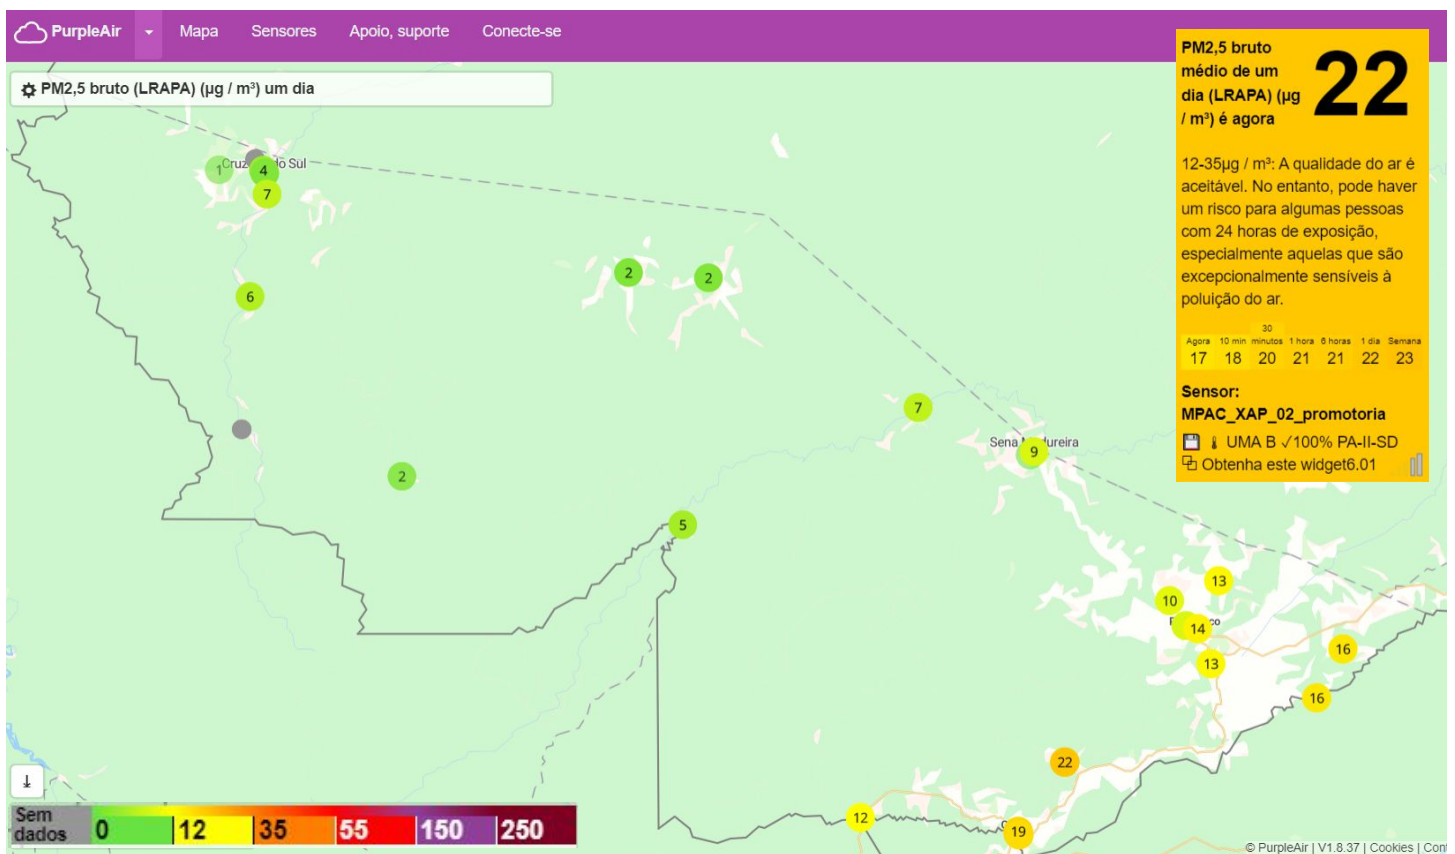 PurpleAir Mapa Sensores Apoio, suporte Conecte-se
PM2,5 bruto (LRAPA) (µg / m³) um dia
PM2,5 bruto
médio de um
dia (LRAPA) (µg
/ m³) é agora
22
12-35µg / m³: A qualidade do ar é
aceitável. No entanto, pode haver
um risco para algumas pessoas
com 24 horas de exposição,
especialmente aquelas que são
excepcionalmente sensíveis à
poluição do ar.
30
Agora 10 min minutos 1 hora 6 horas 1 dia Semana
17 18 20 21 21 22 23
Sensor:
MPAC_XAP_02_promotoria
UMA B ✓100% PA-II-SD
Obtenha este widget6.01
1
4
do Sul
7
2
2
6
7
Sena
9
2
5
13
10
14
13
16
16
22
12
19
Sem
dados 0 12 35 55 150 250
© PurpleAir | V1.8.37 | Cookies |